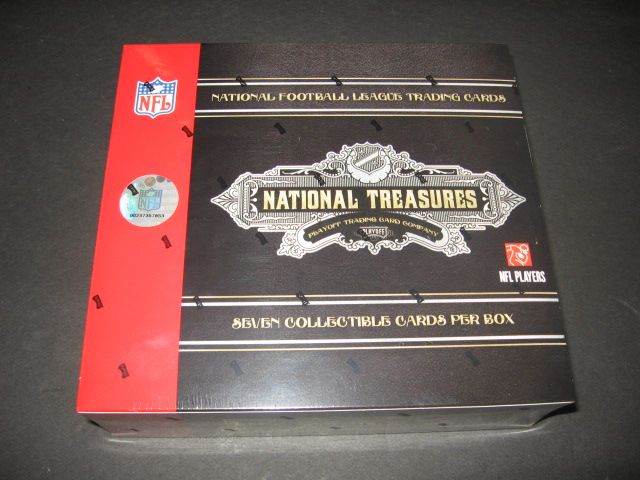 NFL
NATIONAL FOOTBALL LEAGUE TRADING CARDS
NATIONAL TREASURES
PLAYOFF TRADING CARD COMPANY
PLAYOFF
NFL PLAYERS
SEVEN COLLECTIBLE CARDS PER BOX